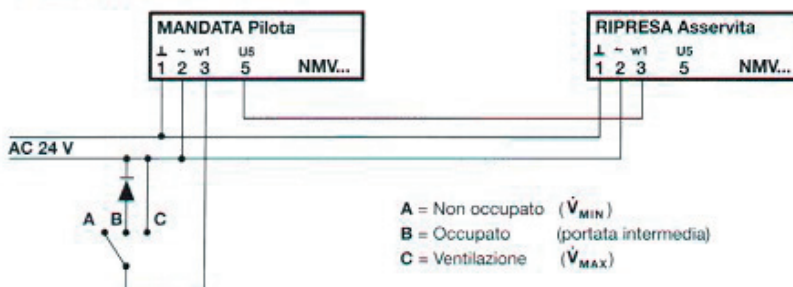 MANDATA Pilota
⊥ ~ w1 U5
1 2 3 5 NMV...
RIPRESA Asservita
⊥ ~ w1 U5
1 2 3 5 NMV...
AC 24 V
A B C
A = Non occupato (V̇MIN)
B = Occupato (portata intermedia)
C = Ventilazione (V̇MAX)